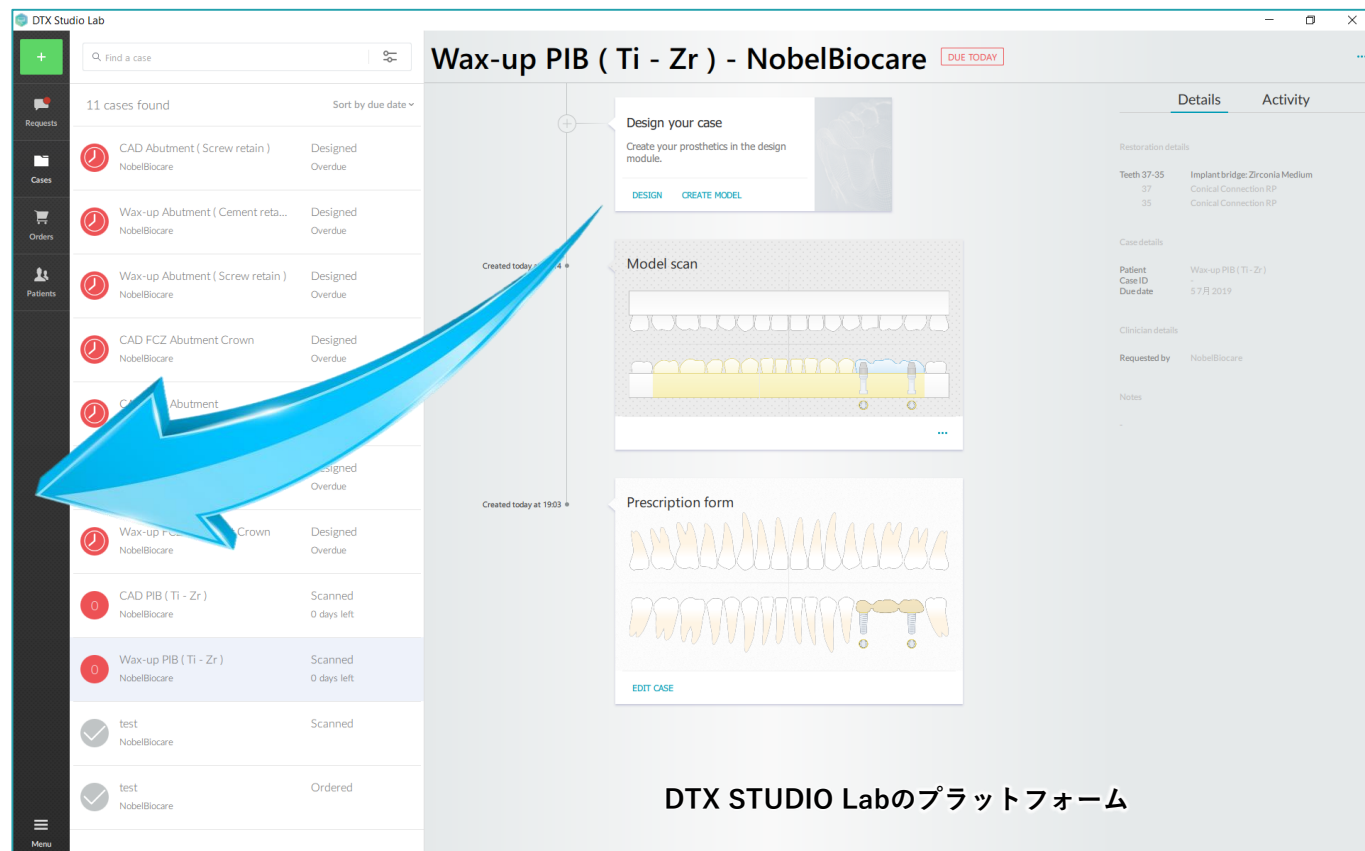 DTX Studio Lab
Find a case
Wax-up PIB ( Ti - Zr ) - NobelBiocare
DUE TODAY
Requests
Cases
Orders
Patients
Menu
11 cases found
Sort by due date
CAD Abutment ( Screw retain )
Designed
NobelBiocare
Overdue
Wax-up Abutment ( Cement reta...
Designed
NobelBiocare
Overdue
Wax-up Abutment ( Screw retain )
Designed
NobelBiocare
Overdue
CAD FCZ Abutment Crown
Designed
NobelBiocare
Overdue
Abutment
Overdue
Wax-up
Crown
Designed
NobelBiocare
Overdue
CAD PIB ( Ti - Zr )
Scanned
0
NobelBiocare
0 days left
Wax-up PIB ( Ti - Zr )
Scanned
0
NobelBiocare
0 days left
test
Scanned
NobelBiocare
test
Ordered
NobelBiocare
Design your case
Create your prosthetics in the design
module.
DESIGN
CREATE MODEL
Created today
Model scan
Created today at 19:03
Prescription form
EDIT CASE
Details
Activity
Restoration details
Teeth 37-35
Implant bridge: Zirconia Medium
37
Conical Connection RP
35
Conical Connection RP
Case details
Patient
Wax-up PIB ( Ti - Zr )
Case ID
-
Due date
5 7月 2019
Clinician details
Requested by
NobelBiocare
Notes
-
DTX STUDIO Labのプラットフォーム